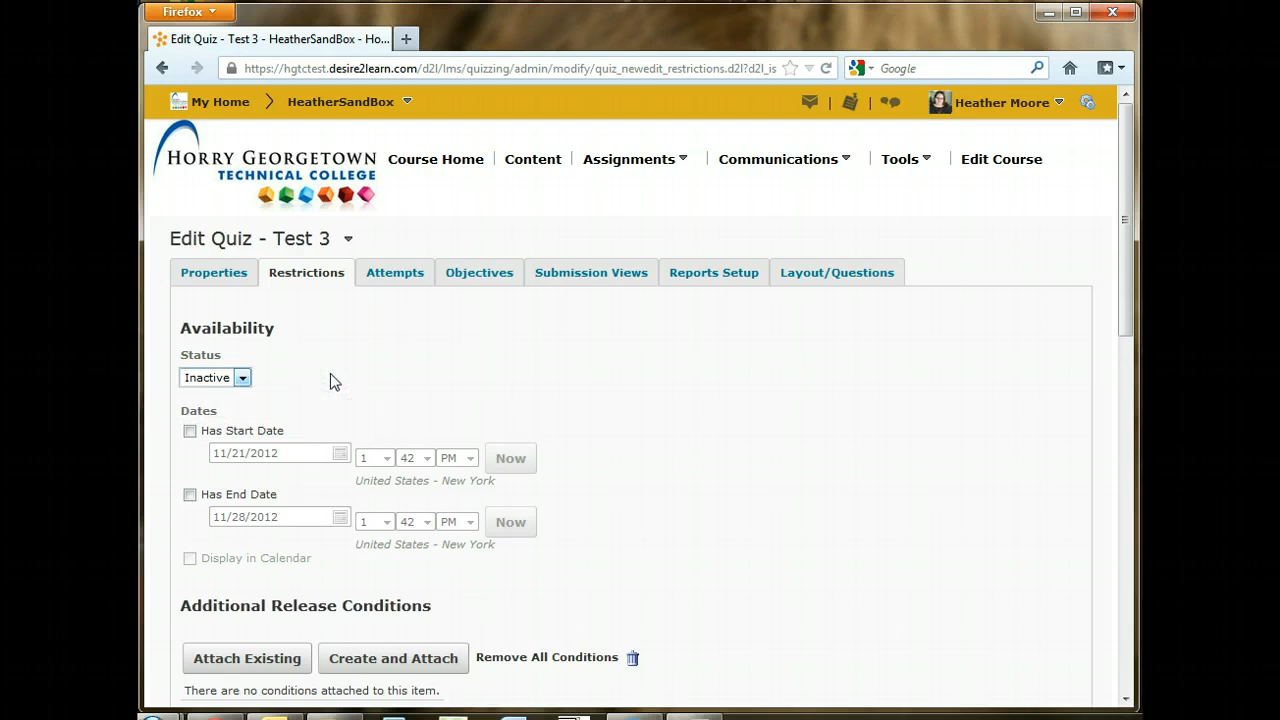 Firefox
Edit Quiz - Test 3 - HeatherSandBox - Ho...
https://hgtctest.desire2learn.com/d2l/lms/quizzing/admin/modify/quiz_newedit_restrictions.d2l?d2l_is
Google
My Home HeatherSandBox Heather Moore
HORRY GEORGETOWN
TECHNICAL COLLEGE
Course Home Content Assignments Communications Tools Edit Course
Edit Quiz - Test 3
Properties Restrictions Attempts Objectives Submission Views Reports Setup Layout/Questions
Availability
Status
Inactive
Dates
Has Start Date
11/21/2012 1 42 PM Now
United States - New York
Has End Date
11/28/2012 1 42 PM Now
United States - New York
Display in Calendar
Additional Release Conditions
Attach Existing Create and Attach Remove All Conditions
There are no conditions attached to this item.